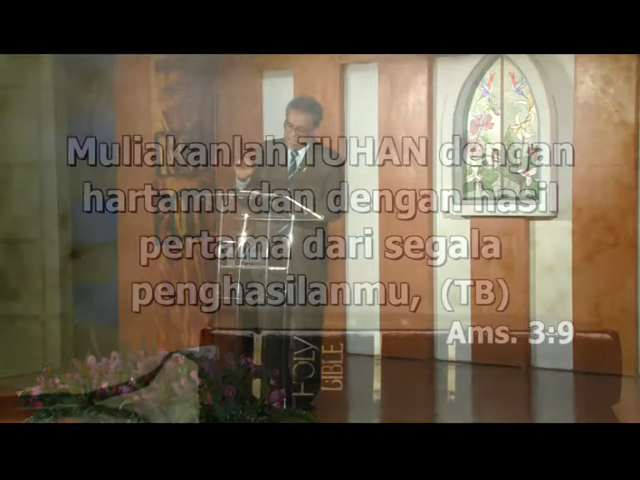 Muliakanlah TUHAN dengan
hartamu dan dengan hasil
pertama dari segala
penghasilanmu, (TB)
Ams. 3:9
HOLY
BIBLE